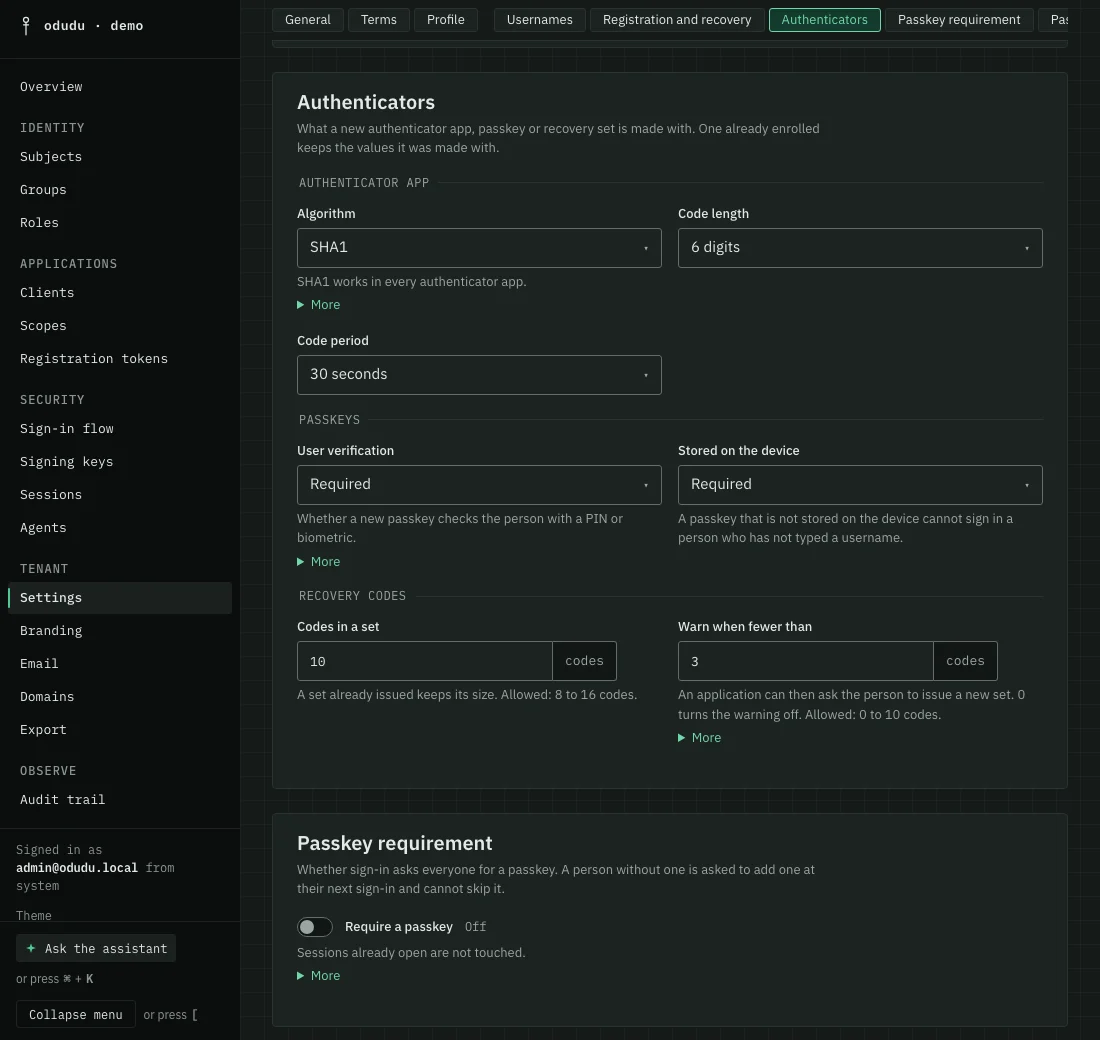 odudu · demo
General
Terms
Profile
Usernames
Registration and recovery
Authenticators
Passkey requirement
Overview
IDENTITY
Subjects
Groups
Roles
APPLICATIONS
Clients
Scopes
Registration tokens
SECURITY
Sign-in flow
Signing keys
Sessions
Agents
TENANT
Settings
Branding
Email
Domains
Export
OBSERVE
Audit trail
Signed in as
admin@odudu.local from
system
Theme
Ask the assistant
or press ⌘ + K
Collapse menu or press [
Authenticators
What a new authenticator app, passkey or recovery set is made with. One already enrolled
keeps the values it was made with.
AUTHENTICATOR APP
Algorithm
SHA1
SHA1 works in every authenticator app.
More
Code length
6 digits
Code period
30 seconds
PASSKEYS
User verification
Required
Whether a new passkey checks the person with a PIN or
biometric.
More
Stored on the device
Required
A passkey that is not stored on the device cannot sign in a
person who has not typed a username.
RECOVERY CODES
Codes in a set
10 codes
A set already issued keeps its size. Allowed: 8 to 16 codes.
Warn when fewer than
3 codes
An application can then ask the person to issue a new set. 0
turns the warning off. Allowed: 0 to 10 codes.
More
Passkey requirement
Whether sign-in asks everyone for a passkey. A person without one is asked to add one at
their next sign-in and cannot skip it.
Require a passkey Off
Sessions already open are not touched.
More